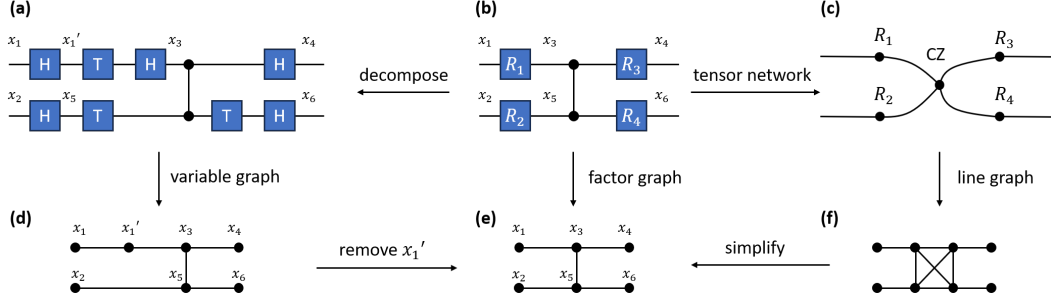 (a)
(b)
(c)
x₁ x₁′ x₃ x₄
H T H H
x₂ x₅ x₆
H T T H
decompose
x₁ x₃ x₄
R₁ R₃
x₂ x₅ x₆
R₂ R₄
tensor network
R₁ CZ R₃
R₂ R₄
variable graph
factor graph
line graph
(d)
(e)
(f)
x₁ x₁′ x₃ x₄
x₂ x₅ x₆
remove x₁′
x₁ x₃ x₄
x₂ x₅ x₆
simplify